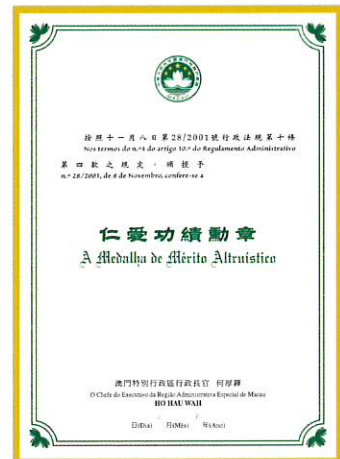 按照十一月八日第28/2001號行政法規第十條
Nos termos do n.º4 do artigo 10.º do Regulamento Administrativo
第四款之規定，頒授予
n.º 28/2001, de 8 de Novembro, confere-se a
仁愛功績勳章
A Medalha de Mérito Altruístico
澳門特別行政區行政長官 何厚鏵
O Chefe do Executivo da Região Administrativa Especial de Macau
HO HAU WAH
/ /
日(Dia) 月(Mês) 年(Ano)